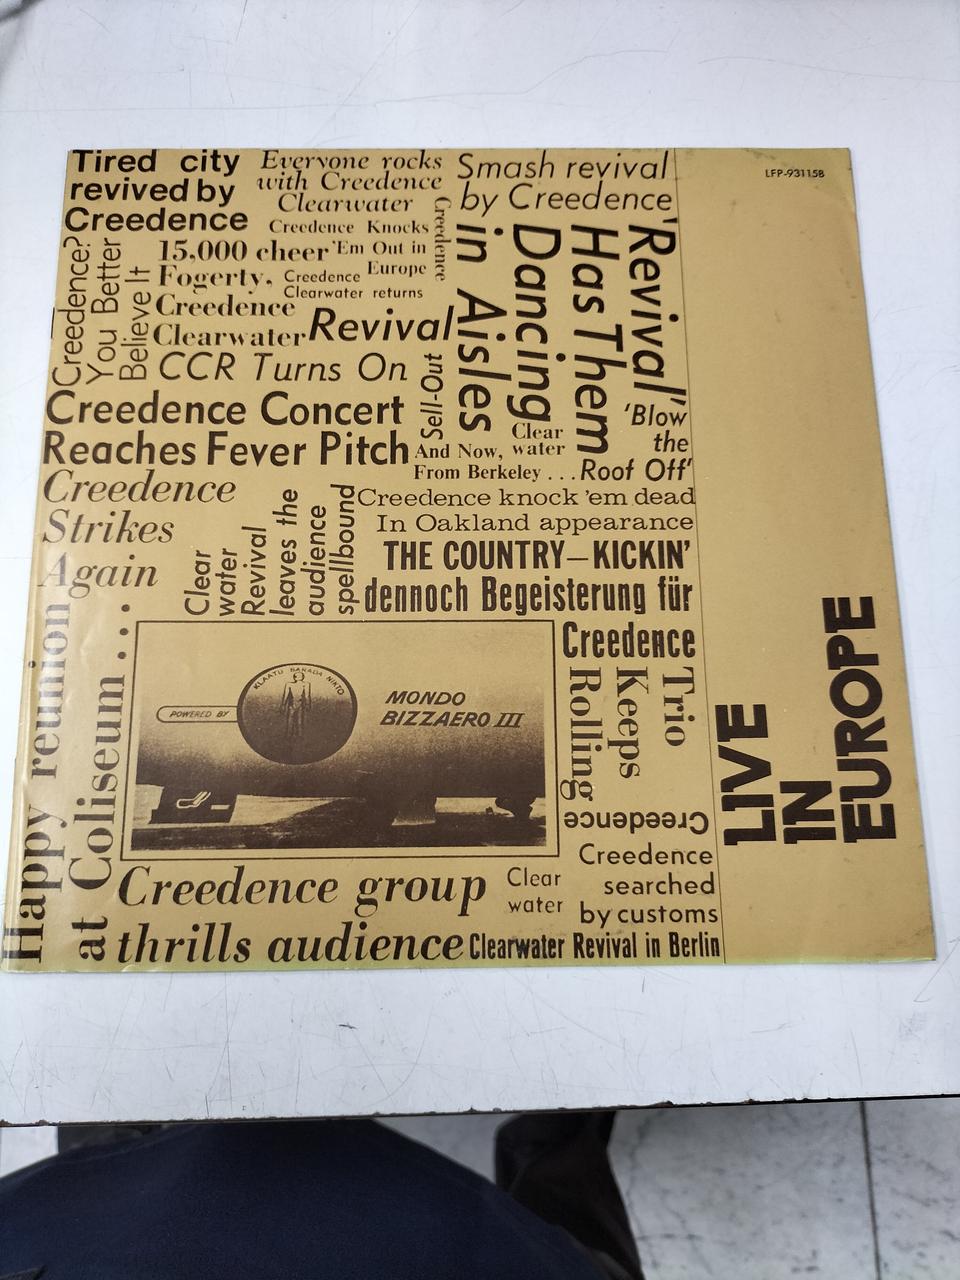 Tired city
revived by
Creedence
Everyone rocks
with Creedence
Clearwater
Smash revival
by Creedence
LFP-93115B
Creedence?
You Better
Believe It
15,000 cheer
Fogerty,
Creedence
Clearwater
Creedence Knocks
'Em Out in
Europe
Creedence
Creedence
Clearwater returns
Revival
CCR Turns On
Sell-Out
Dancing
in Aisles
'Revival'
Has Them
Creedence Concert
Reaches Fever Pitch
Clear
water
And Now,
From Berkeley ...
'Blow
the
Roof Off'
Creedence
Strikes
Again
Clear
water
Revival
leaves the
audience
spellbound
Creedence knock 'em dead
In Oakland appearance
THE COUNTRY–KICKIN'
dennoch Begeisterung für
Creedence
Happy reunion
at Coliseum ...
POWERED BY
KLAATU BARADA NIKTO
MONDO
BIZZAERO III
Trio
Keeps
Rolling
Creedence
Creedence
searched
by customs
Creedence group
thrills audience
Clear
water
Clearwater Revival in Berlin
LIVE
IN
EUROPE